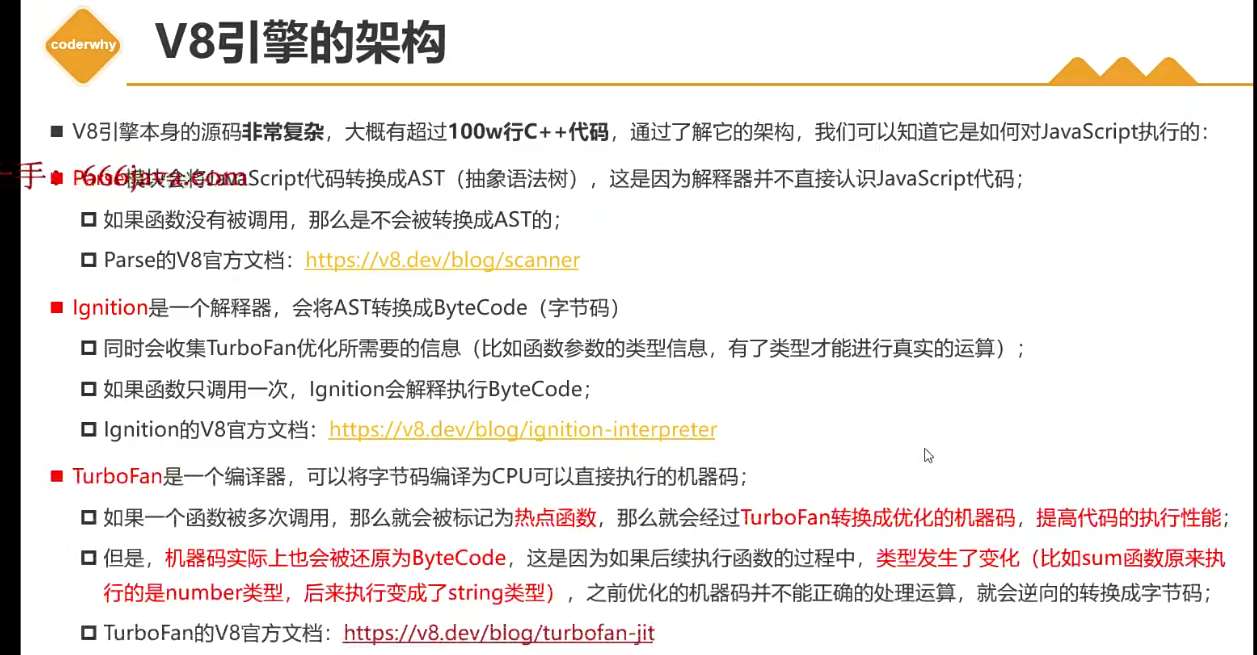 coderwhy
V8引擎的架构
V8引擎本身的源码非常复杂，大概有超过100w行C++代码，通过了解它的架构，我们可以知道它是如何对JavaScript执行的：
一手：666java.com
Parse模块会将JavaScript代码转换成AST（抽象语法树），这是因为解释器并不直接认识JavaScript代码；
如果函数没有被调用，那么是不会被转换成AST的；
Parse的V8官方文档：https://v8.dev/blog/scanner
Ignition是一个解释器，会将AST转换成ByteCode（字节码）
同时会收集TurboFan优化所需要的信息（比如函数参数的类型信息，有了类型才能进行真实的运算）；
如果函数只调用一次，Ignition会解释执行ByteCode；
Ignition的V8官方文档：https://v8.dev/blog/ignition-interpreter
TurboFan是一个编译器，可以将字节码编译为CPU可以直接执行的机器码；
如果一个函数被多次调用，那么就会被标记为热点函数，那么就会经过TurboFan转换成优化的机器码，提高代码的执行性能；
但是，机器码实际上也会被还原为ByteCode，这是因为如果后续执行函数的过程中，类型发生了变化（比如sum函数原来执
行的是number类型，后来执行变成了string类型），之前优化的机器码并不能正确的处理运算，就会逆向的转换成字节码；
TurboFan的V8官方文档：https://v8.dev/blog/turbofan-jit